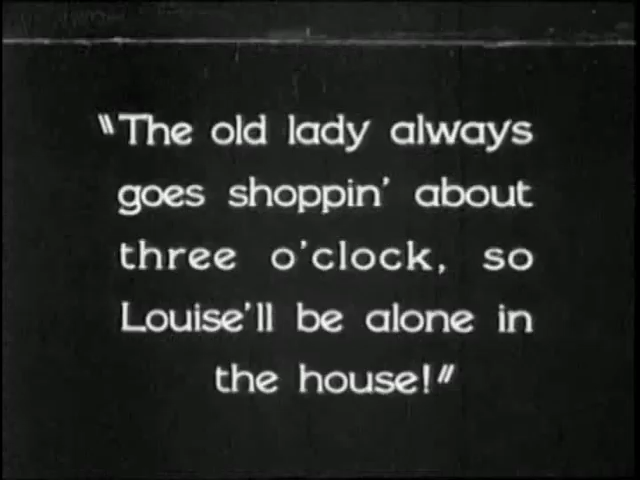 "The old lady always
goes shoppin' about
three o'clock, so
Louise'll be alone in
the house!"